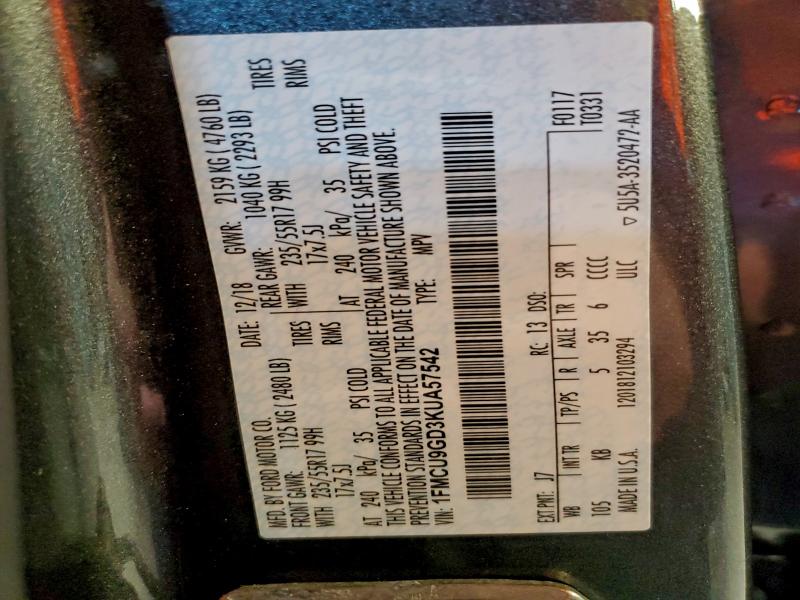 MFD. BY FORD MOTOR CO.
DATE: 12/18 GVWR: 2159 KG ( 4760 LB)
FRONT GAWR: 1125 KG ( 2480 LB)
REAR GAWR: 1040 KG ( 2293 LB)
WITH 235/55R17 99H TIRES
WITH 235/55R17 99H TIRES
17x7.5J RIMS
17x7.5J RIMS
AT 240 kPa/ 35 PSI COLD
AT 240 kPa/ 35 PSI COLD
THIS VEHICLE CONFORMS TO ALL APPLICABLE FEDERAL MOTOR VEHICLE SAFETY AND THEFT
PREVENTION STANDARDS IN EFFECT ON THE DATE OF MANUFACTURE SHOWN ABOVE.
VIN: 1FMCU9GD3KUA57542 TYPE: MPV
F0117
T0331
EXT PNT: J7 RC: 13 DSO:
WB INT TR TP/PS R AXLE TR SPR
105 KB 5 35 6 CCCC
MADE IN U.S.A. 1201812103294 ULC ▽ 5U5A-3520472-AA